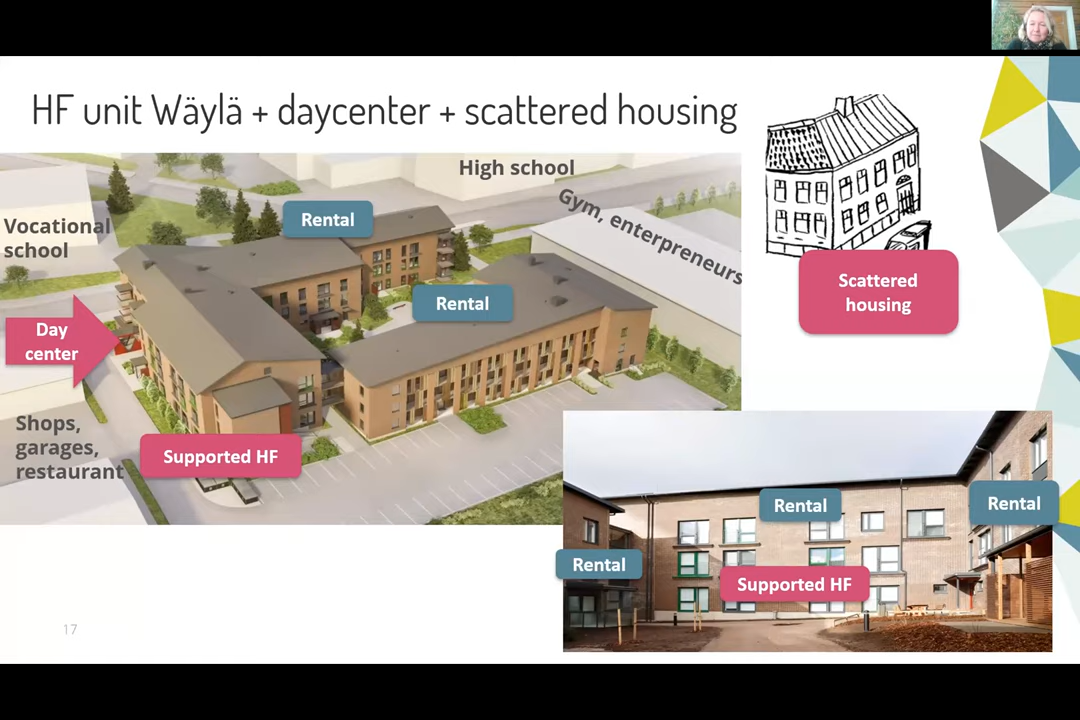 HF unit Wäylä + daycenter + scattered housing
High school
Gym, enterpreneurs
Vocational
school
Rental
Rental
Day
center
Scattered
housing
Shops,
garages,
restaurant
Supported HF
Rental
Rental
Rental
Supported HF
17